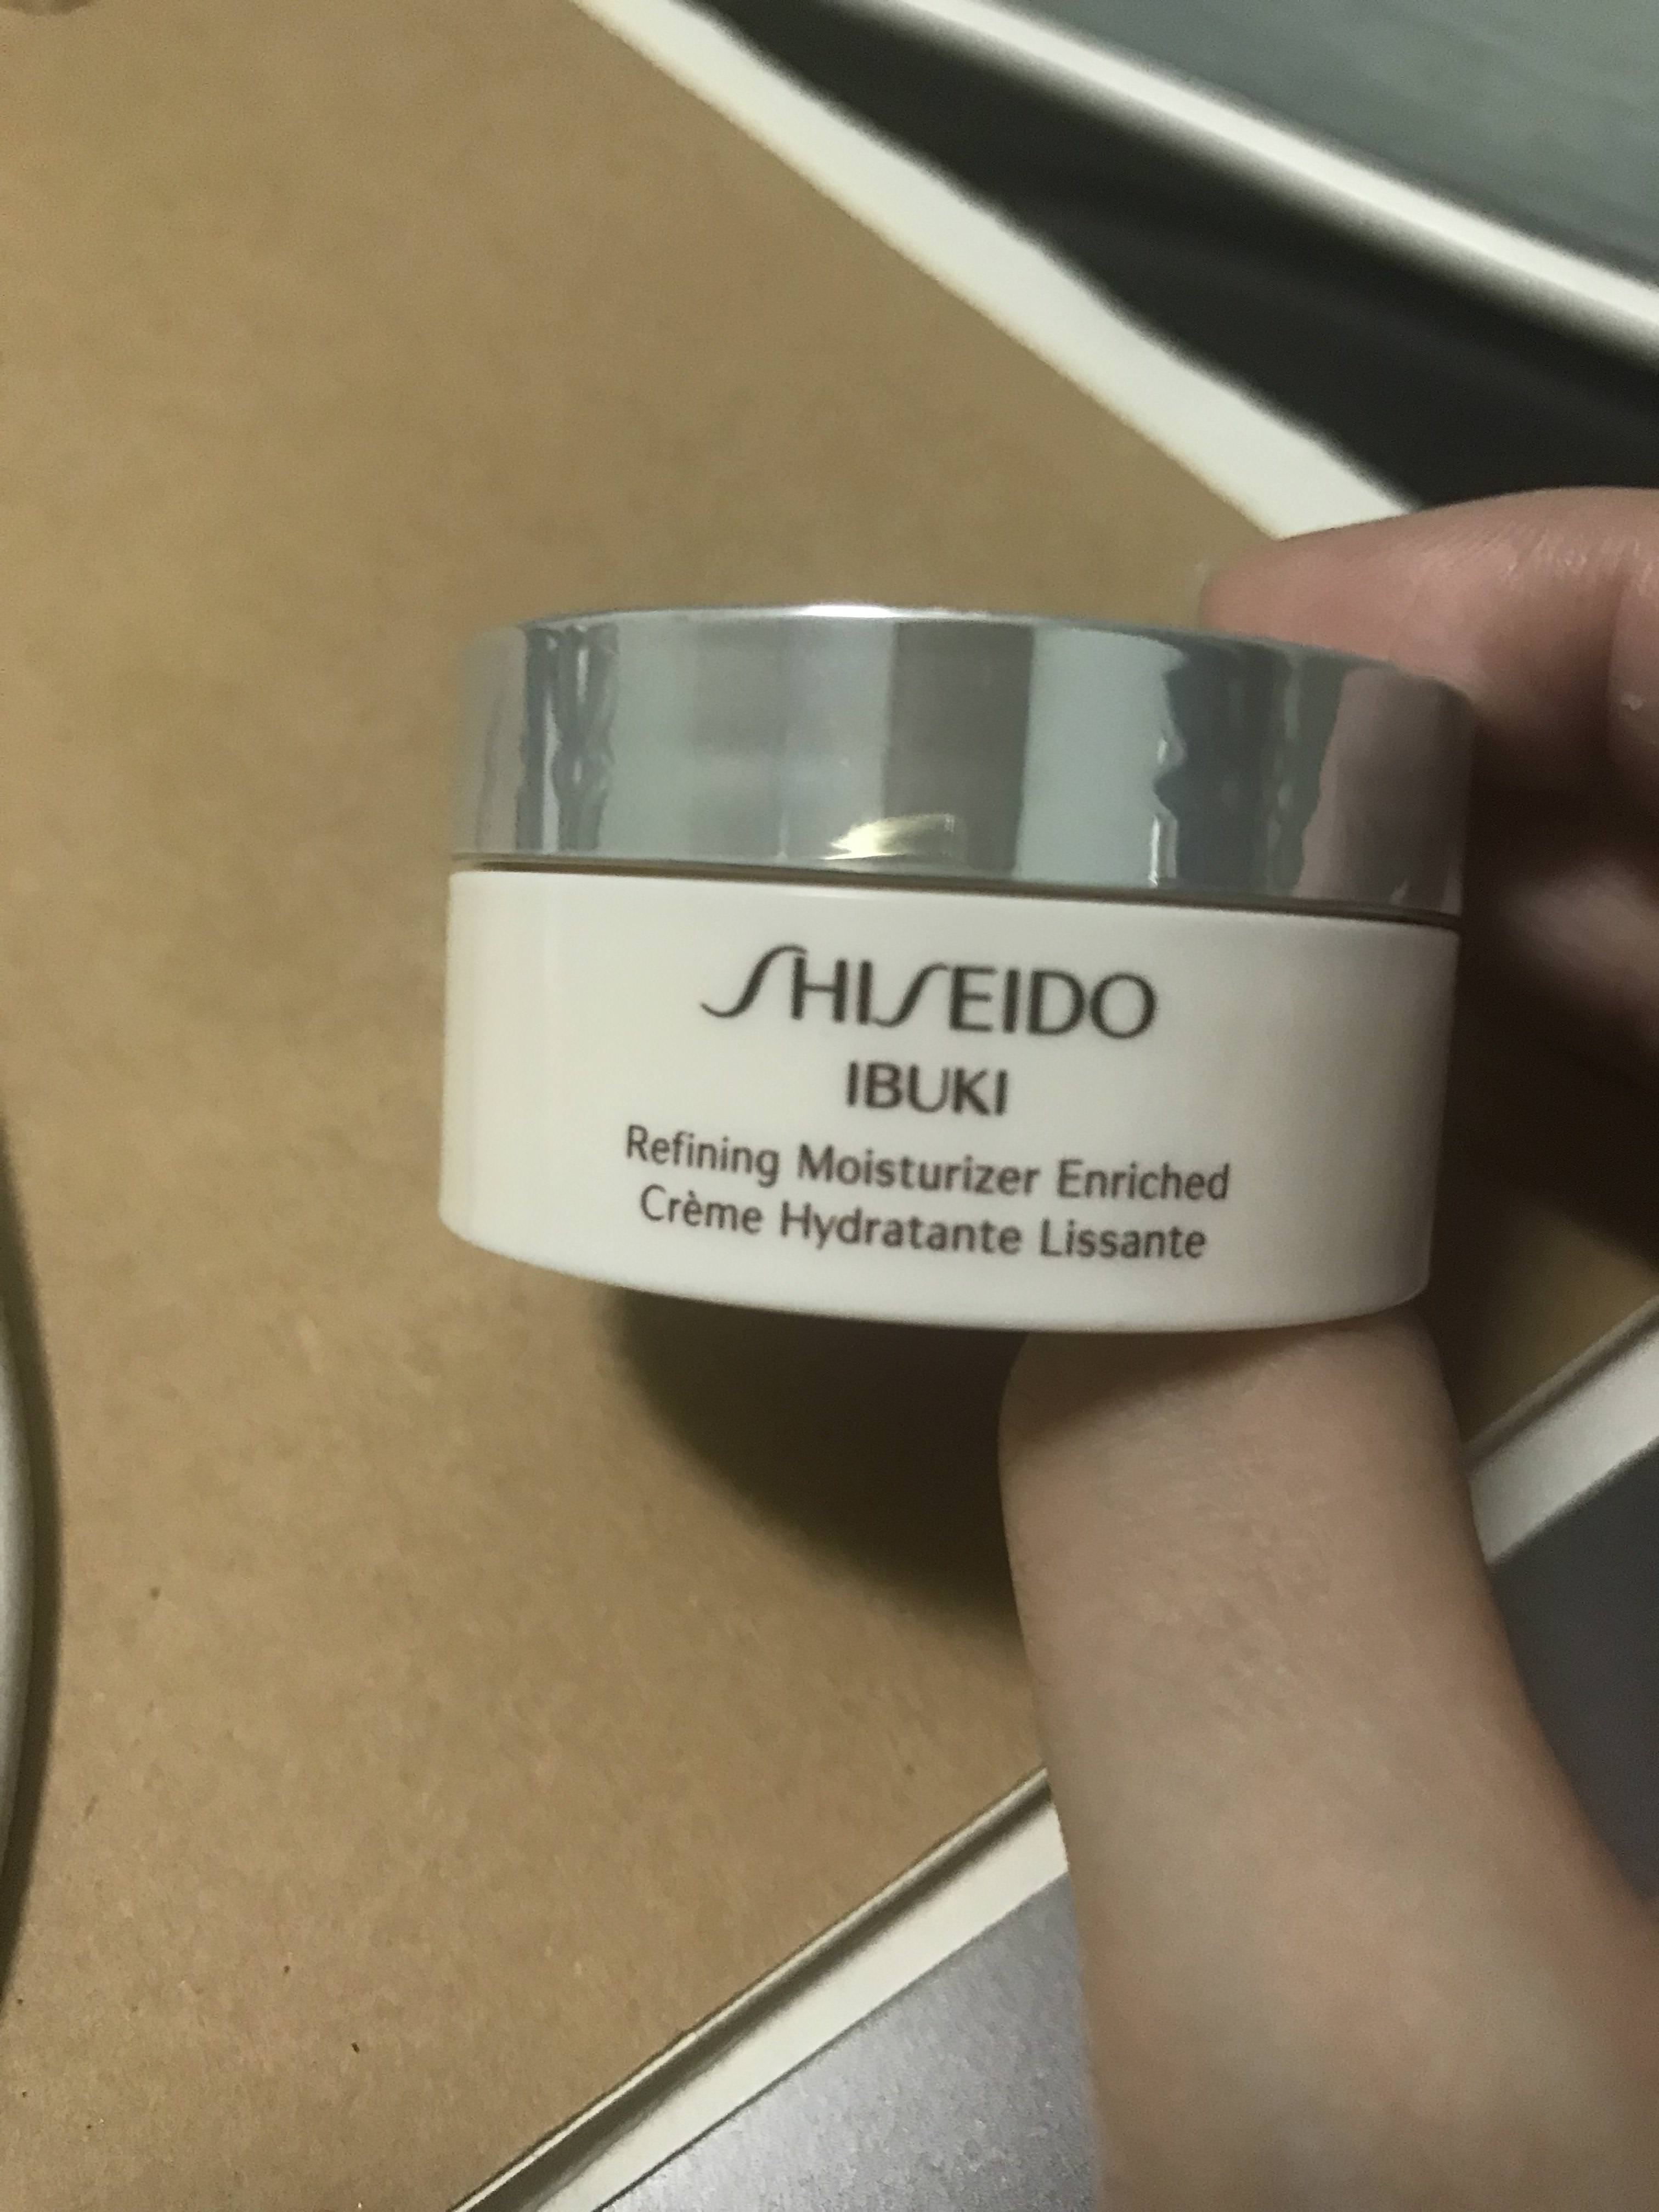 SHISEIDO
IBUKI
Refining Moisturizer Enriched
Crème Hydratante Lissante